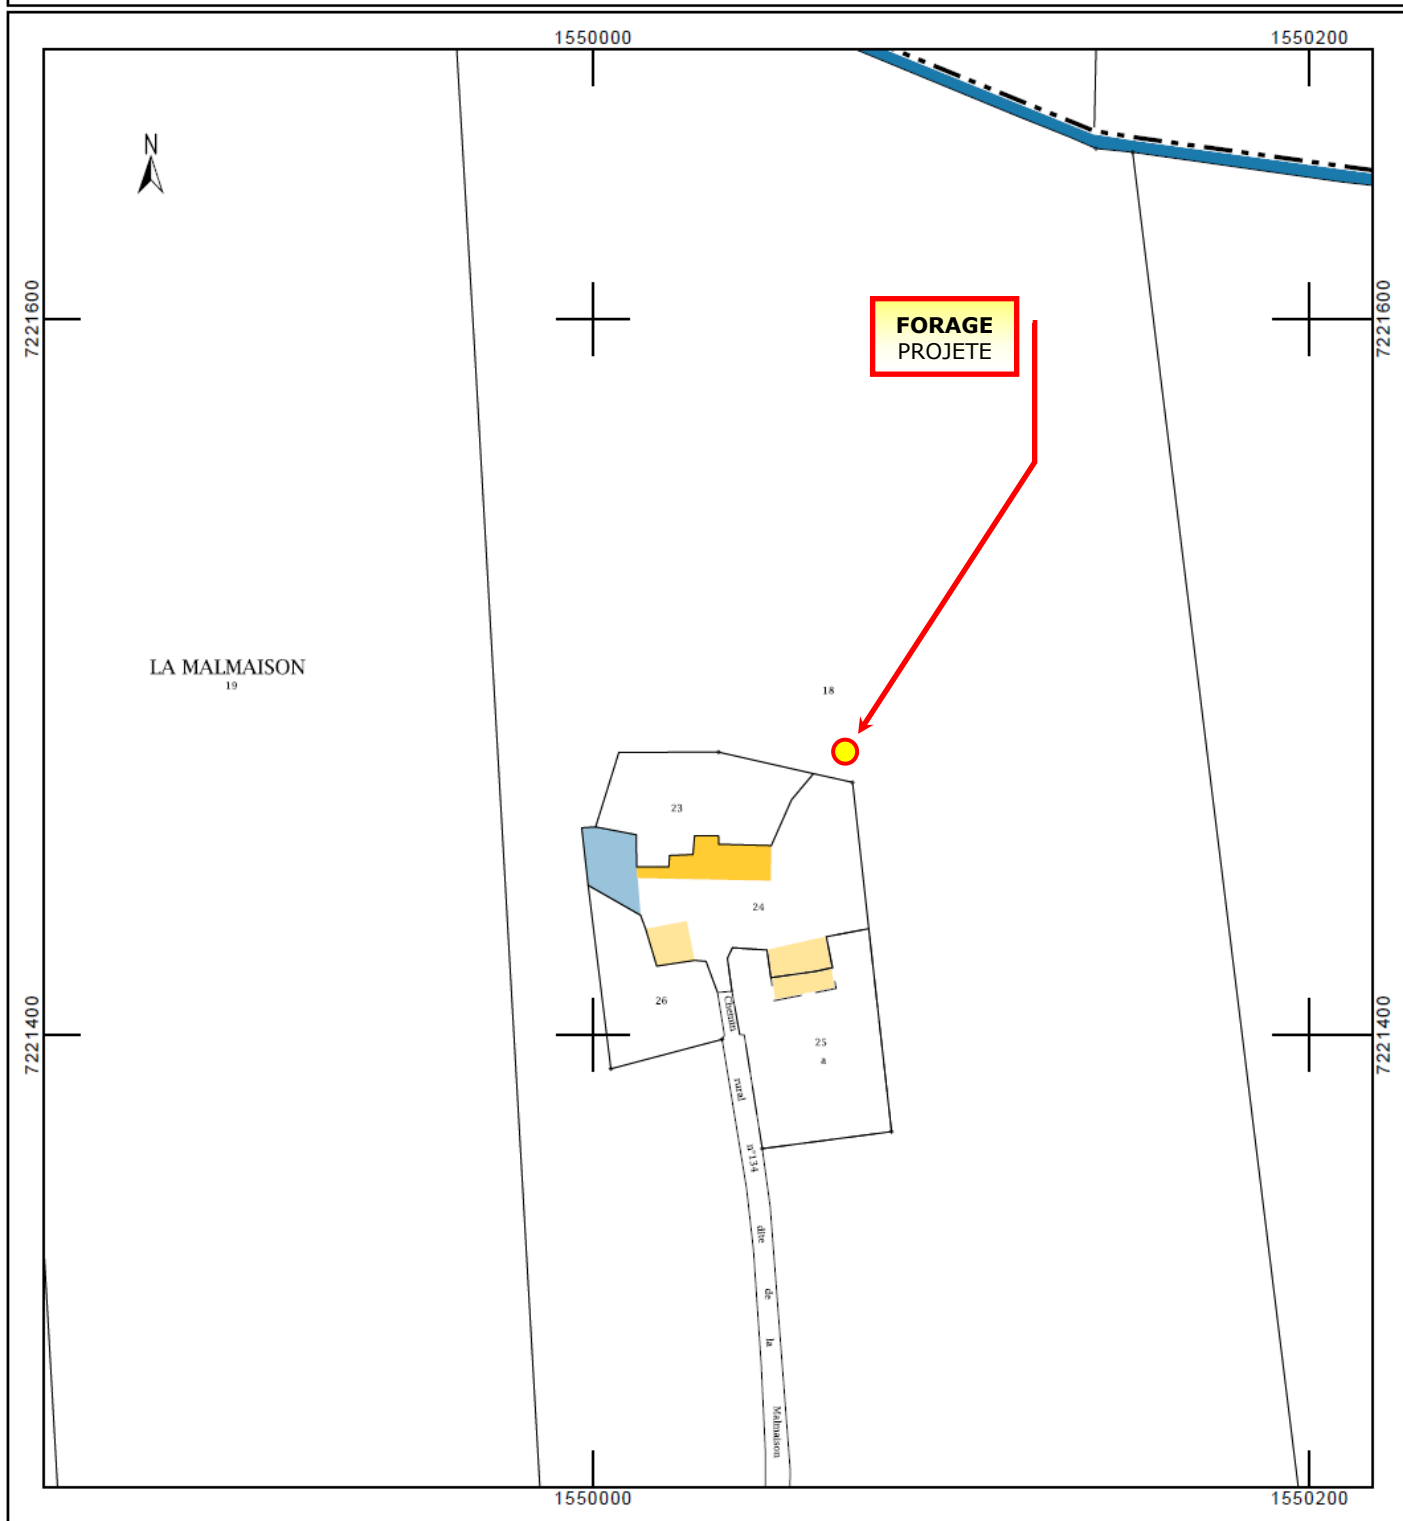 1550000
1550200
N
7221600
7221600
FORAGE
PROJETE
LA MALMAISON
19
18
23
24
26
Chemin
25
a
7221400
7221400
rural
n°134
dite
de
la
Malmaison
1550000
1550200